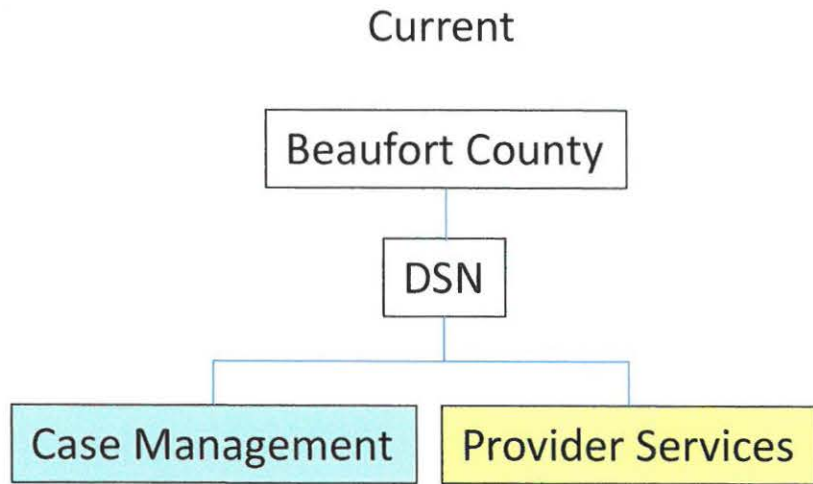 Current
Beaufort County
DSN
Case Management
Provider Services